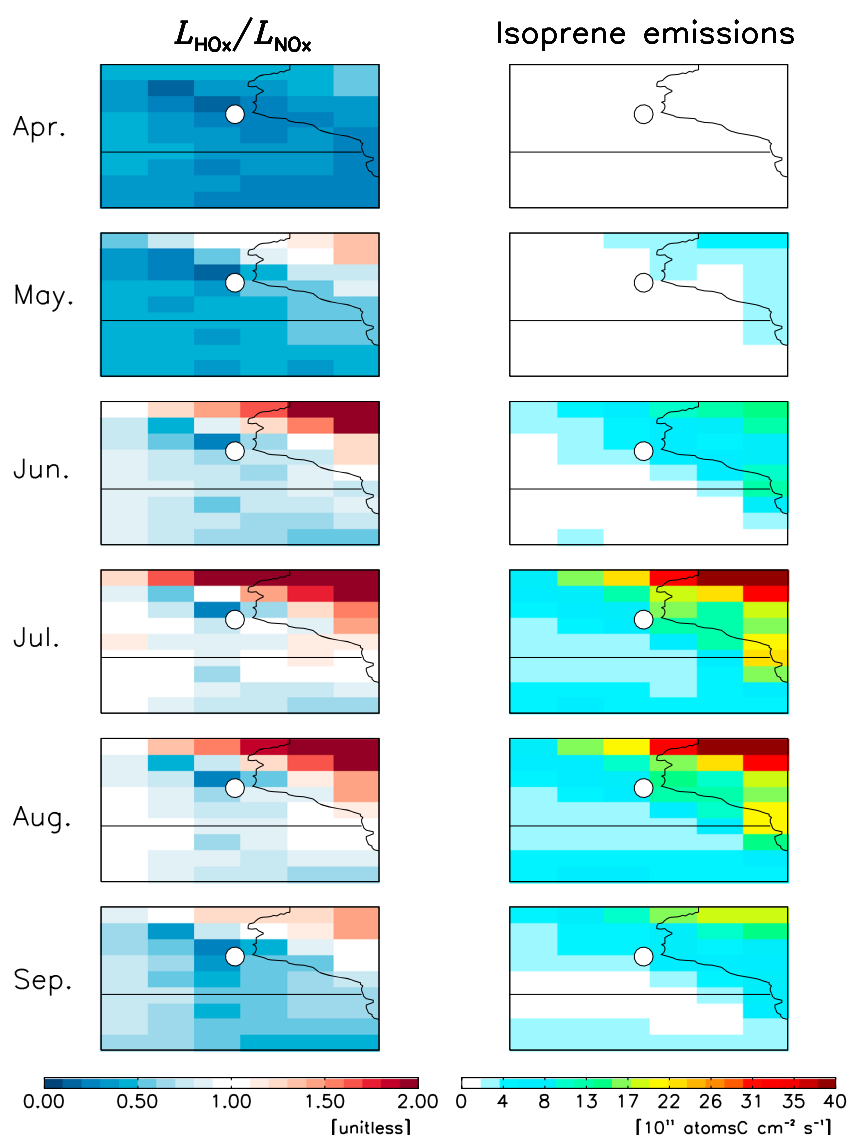 L_HOx/L_NOx Isoprene emissions
Apr.
May.
Jun.
Jul.
Aug.
Sep.
0.00 0.50 1.00 1.50 2.00 0 4 8 13 17 22 26 31 35 40
[unitless] [10¹¹ atomsC cm⁻² s⁻¹]